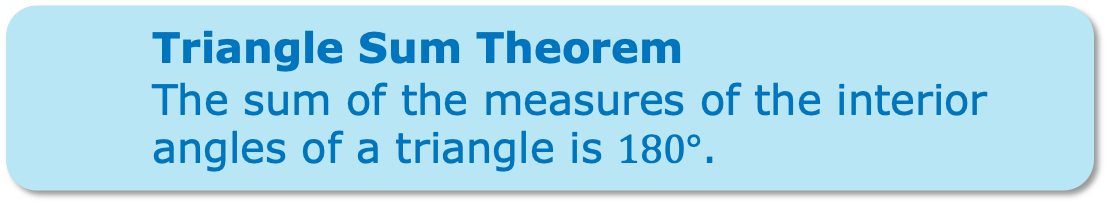 Triangle Sum Theorem
The sum of the measures of the interior
angles of a triangle is 180°.